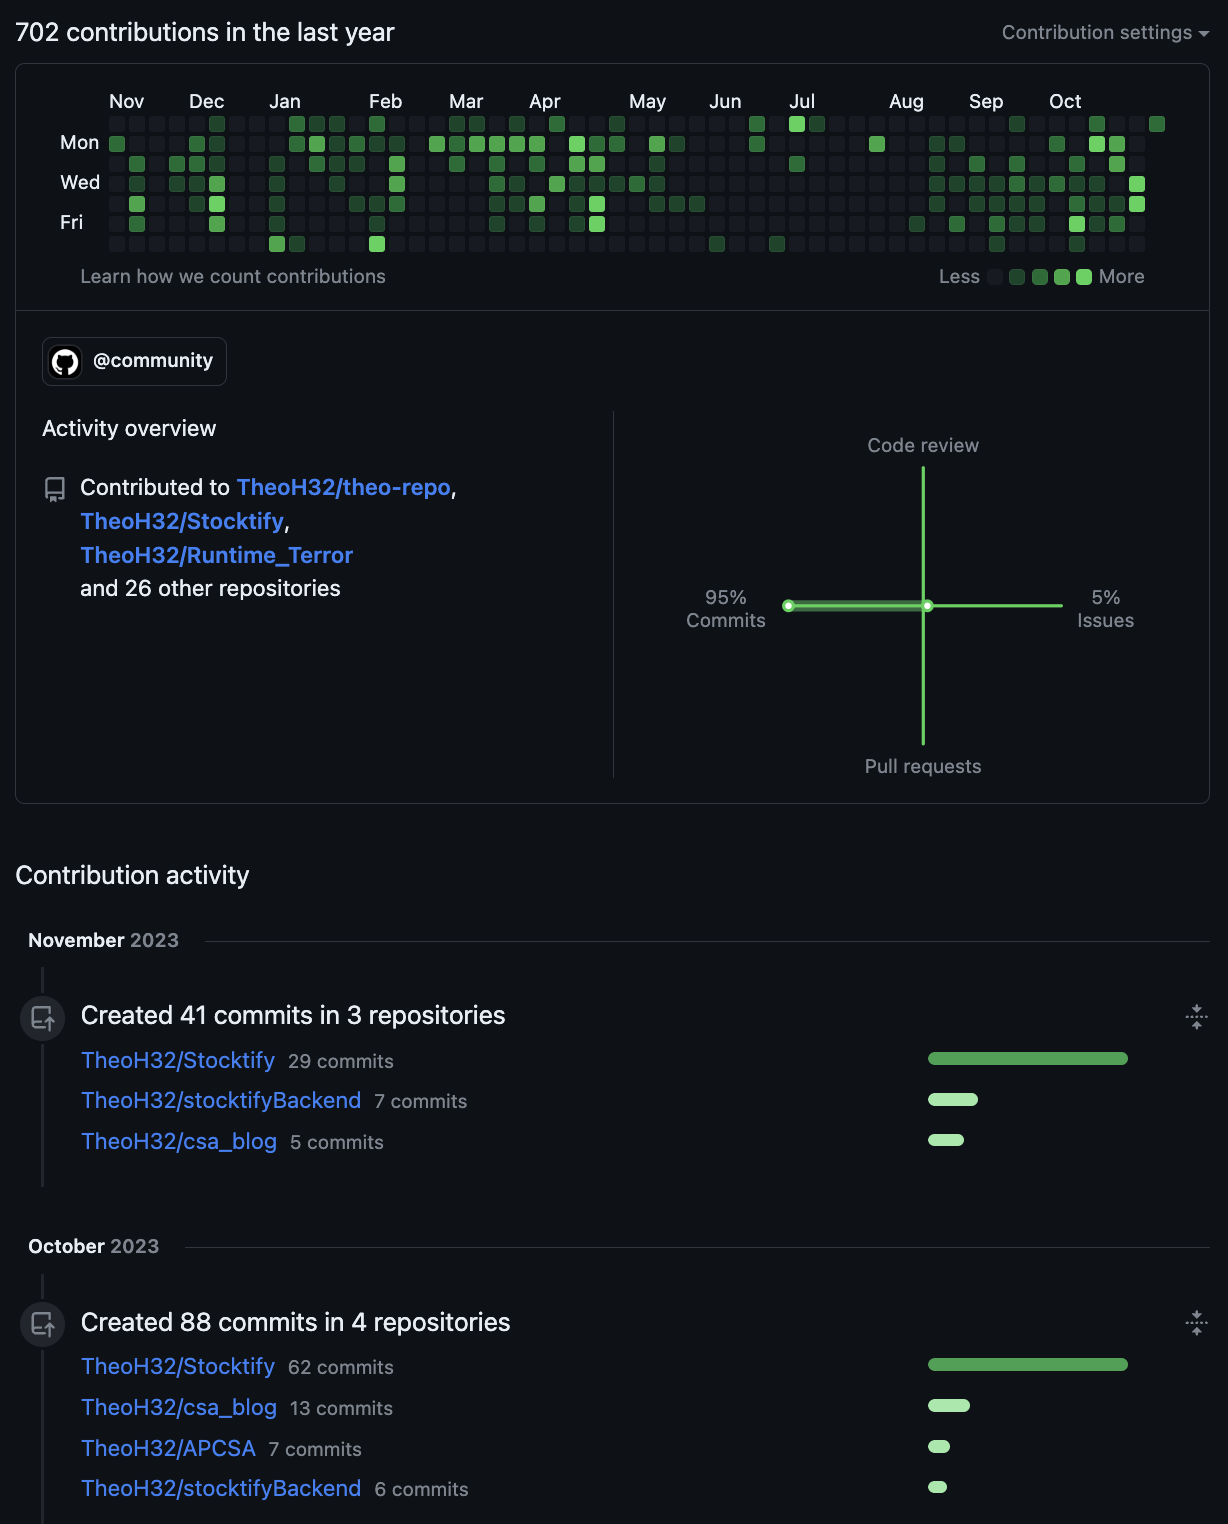 702 contributions in the last year
Contribution settings
Nov Dec Jan Feb Mar Apr May Jun Jul Aug Sep Oct
Mon
Wed
Fri
Learn how we count contributions
Less More
@community
Activity overview
Contributed to TheoH32/theo-repo,
TheoH32/Stocktify,
TheoH32/Runtime_Terror
and 26 other repositories
Code review
95%
Commits
5%
Issues
Pull requests
Contribution activity
November 2023
Created 41 commits in 3 repositories
TheoH32/Stocktify 29 commits
TheoH32/stocktifyBackend 7 commits
TheoH32/csa_blog 5 commits
October 2023
Created 88 commits in 4 repositories
TheoH32/Stocktify 62 commits
TheoH32/csa_blog 13 commits
TheoH32/APCSA 7 commits
TheoH32/stocktifyBackend 6 commits